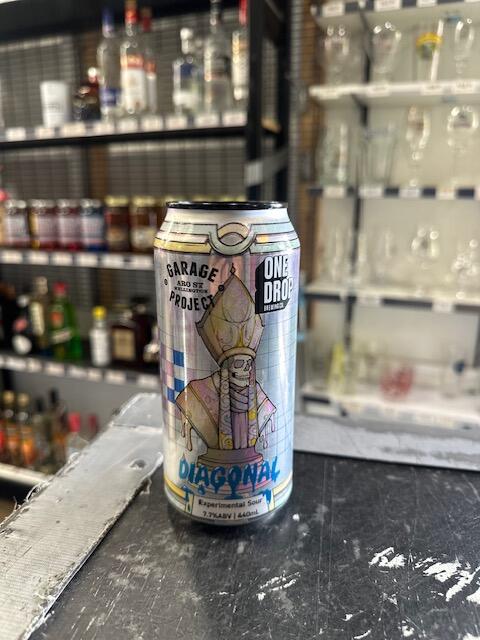 GARAGE
ARO ST
WELLINGTON
PROJECT
ONE
DROP
BREWING CO.
DIAGONAL
Experimental Sour
7.7%ABV | 440mL